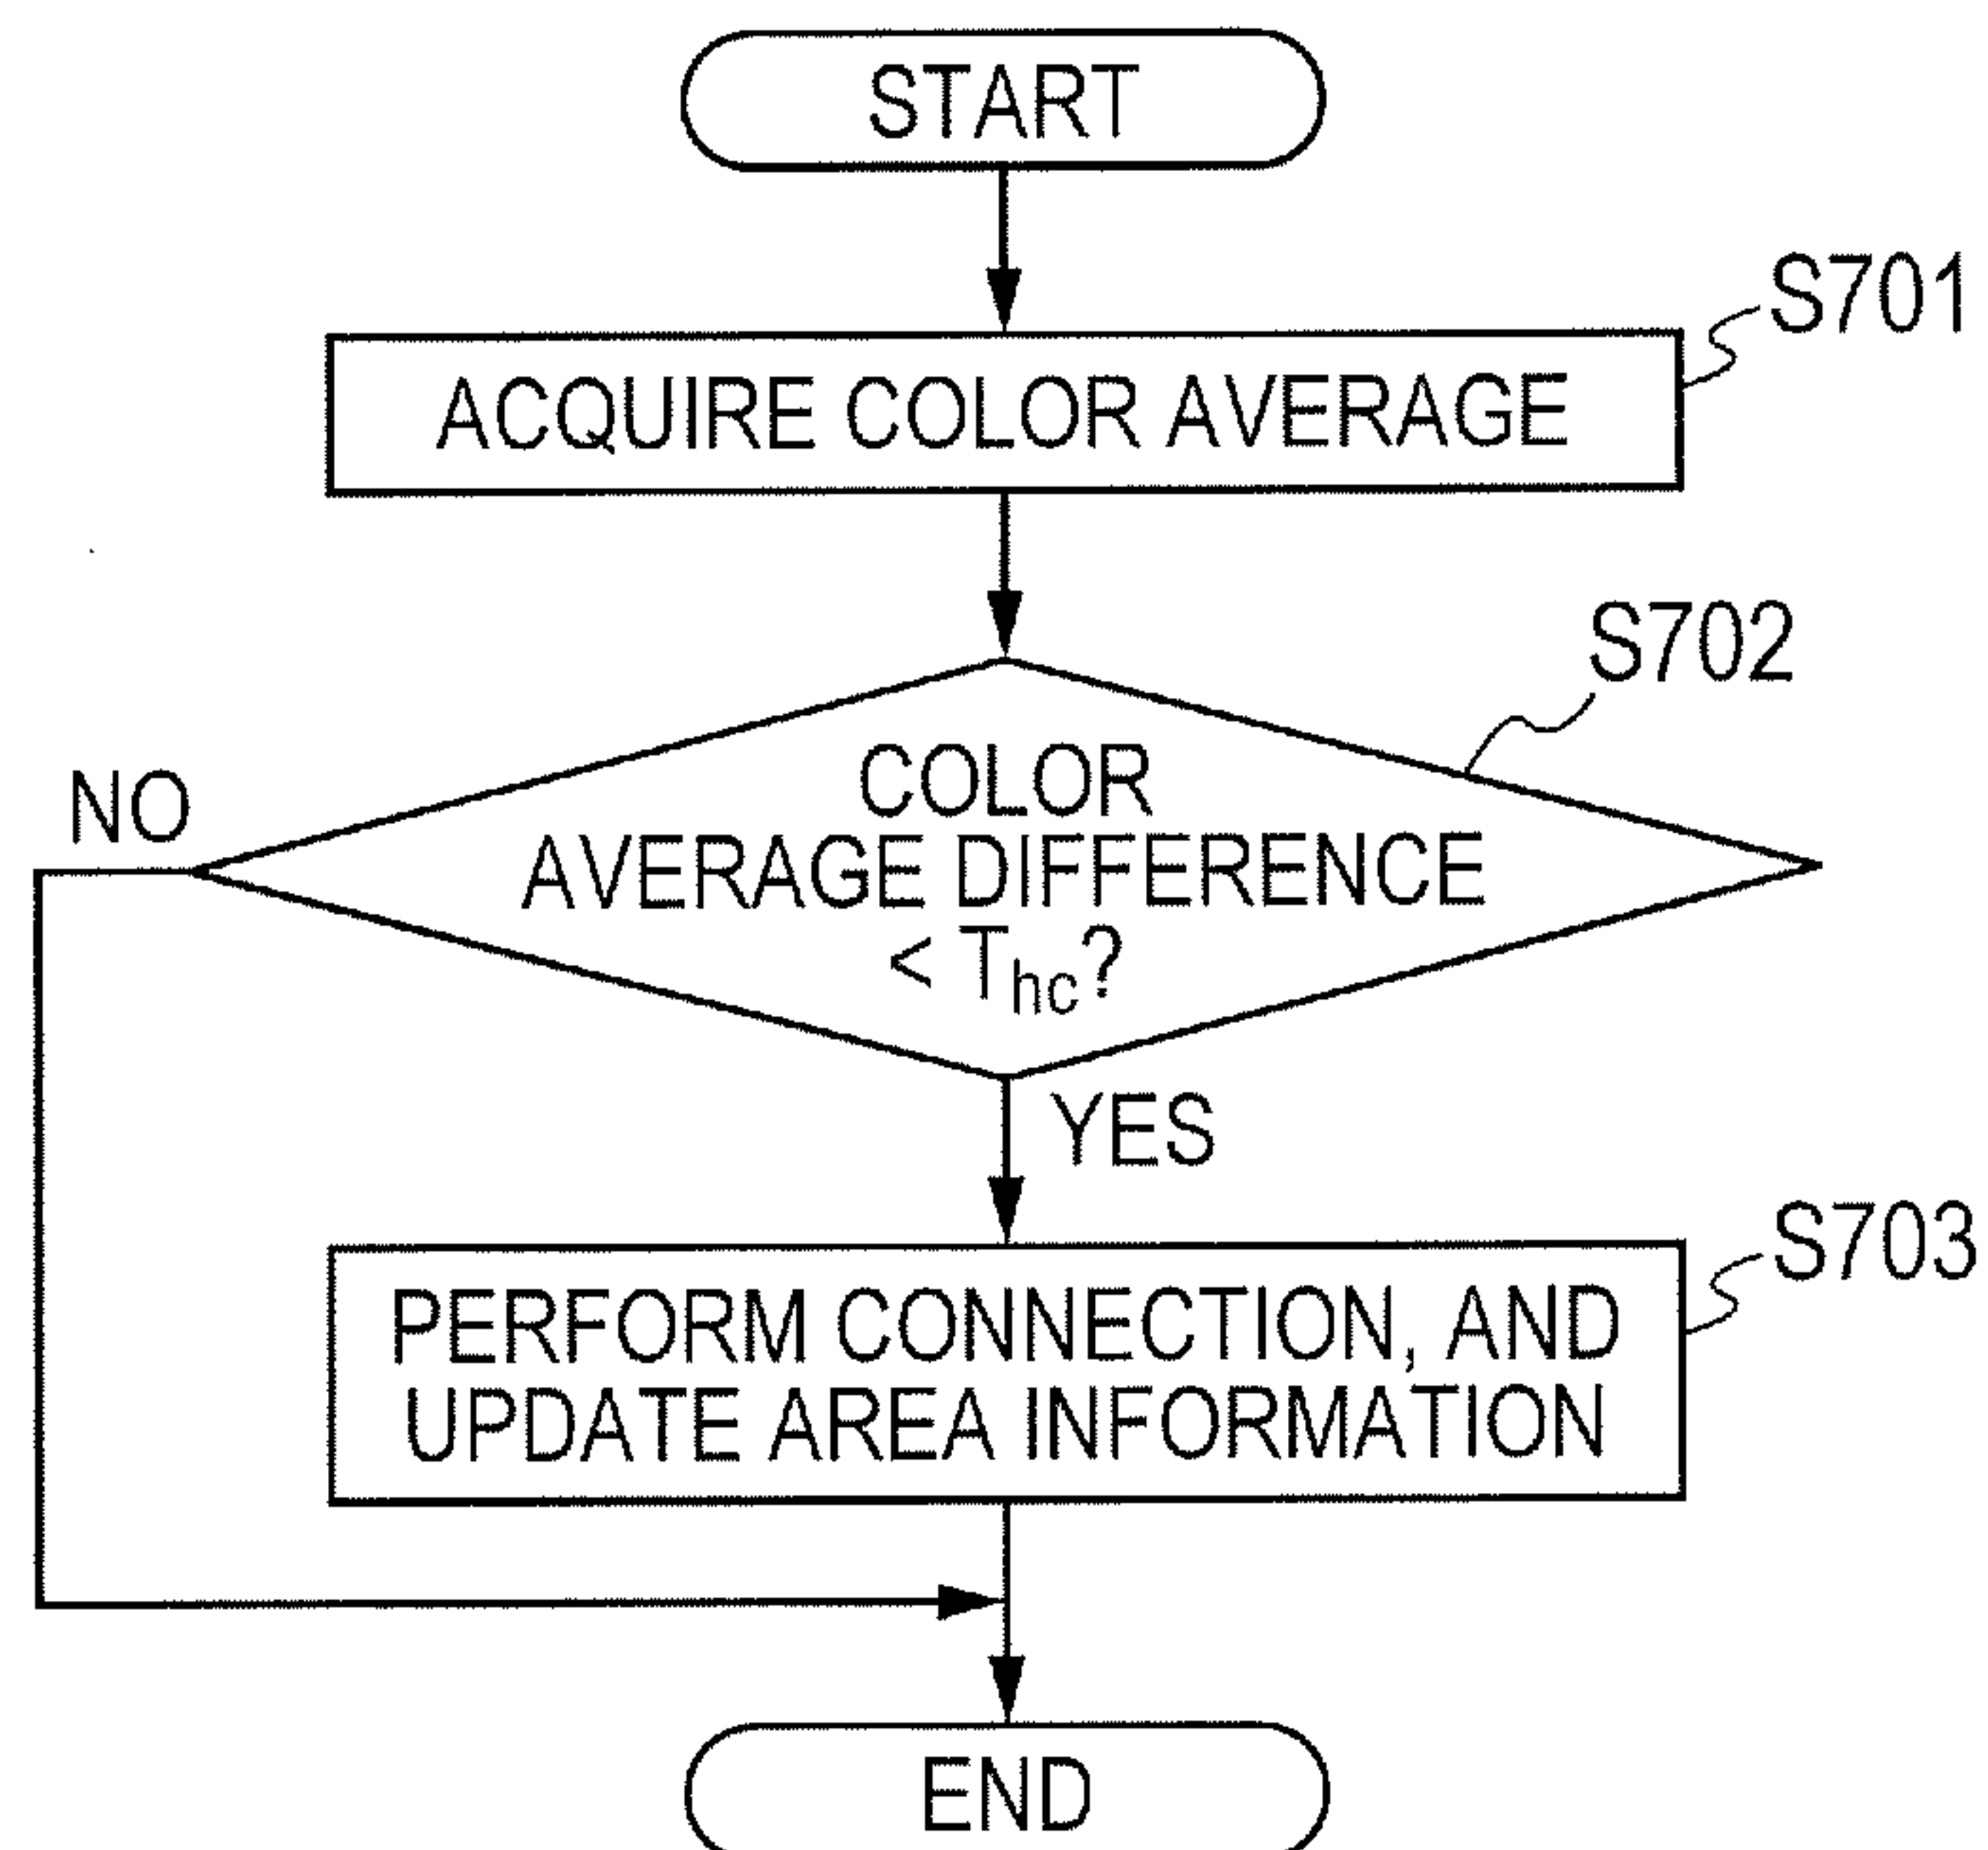 START
S701
ACQUIRE COLOR AVERAGE
S702
NO
COLOR
AVERAGE DIFFERENCE
< Thc?
YES
S703
PERFORM CONNECTION, AND
UPDATE AREA INFORMATION
END